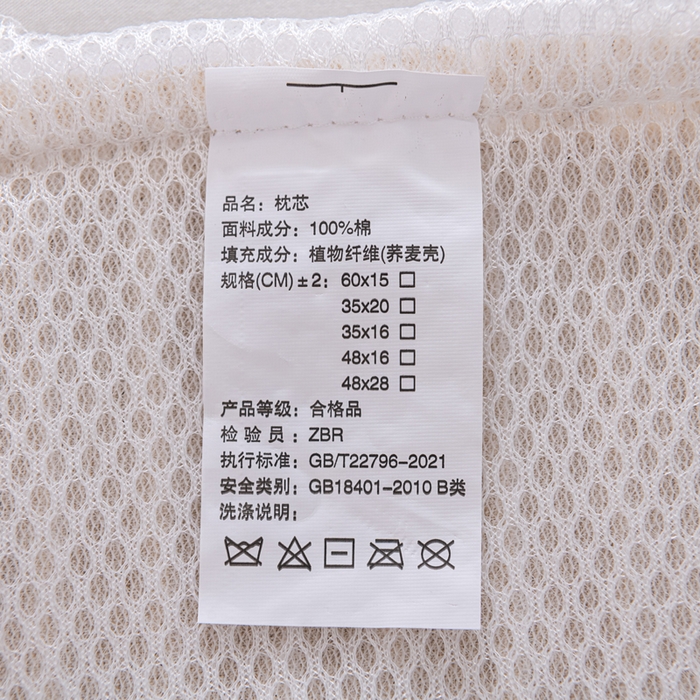 品名：枕芯
面料成分：100%棉
填充成分：植物纤维(荞麦壳)
规格(CM)±2：60x15 □
35x20 □
35x16 □
48x16 □
48x28 □
产品等级：合格品
检 验 员：ZBR
执行标准：GB/T22796-2021
安全类别：GB18401-2010 B类
洗涤说明：